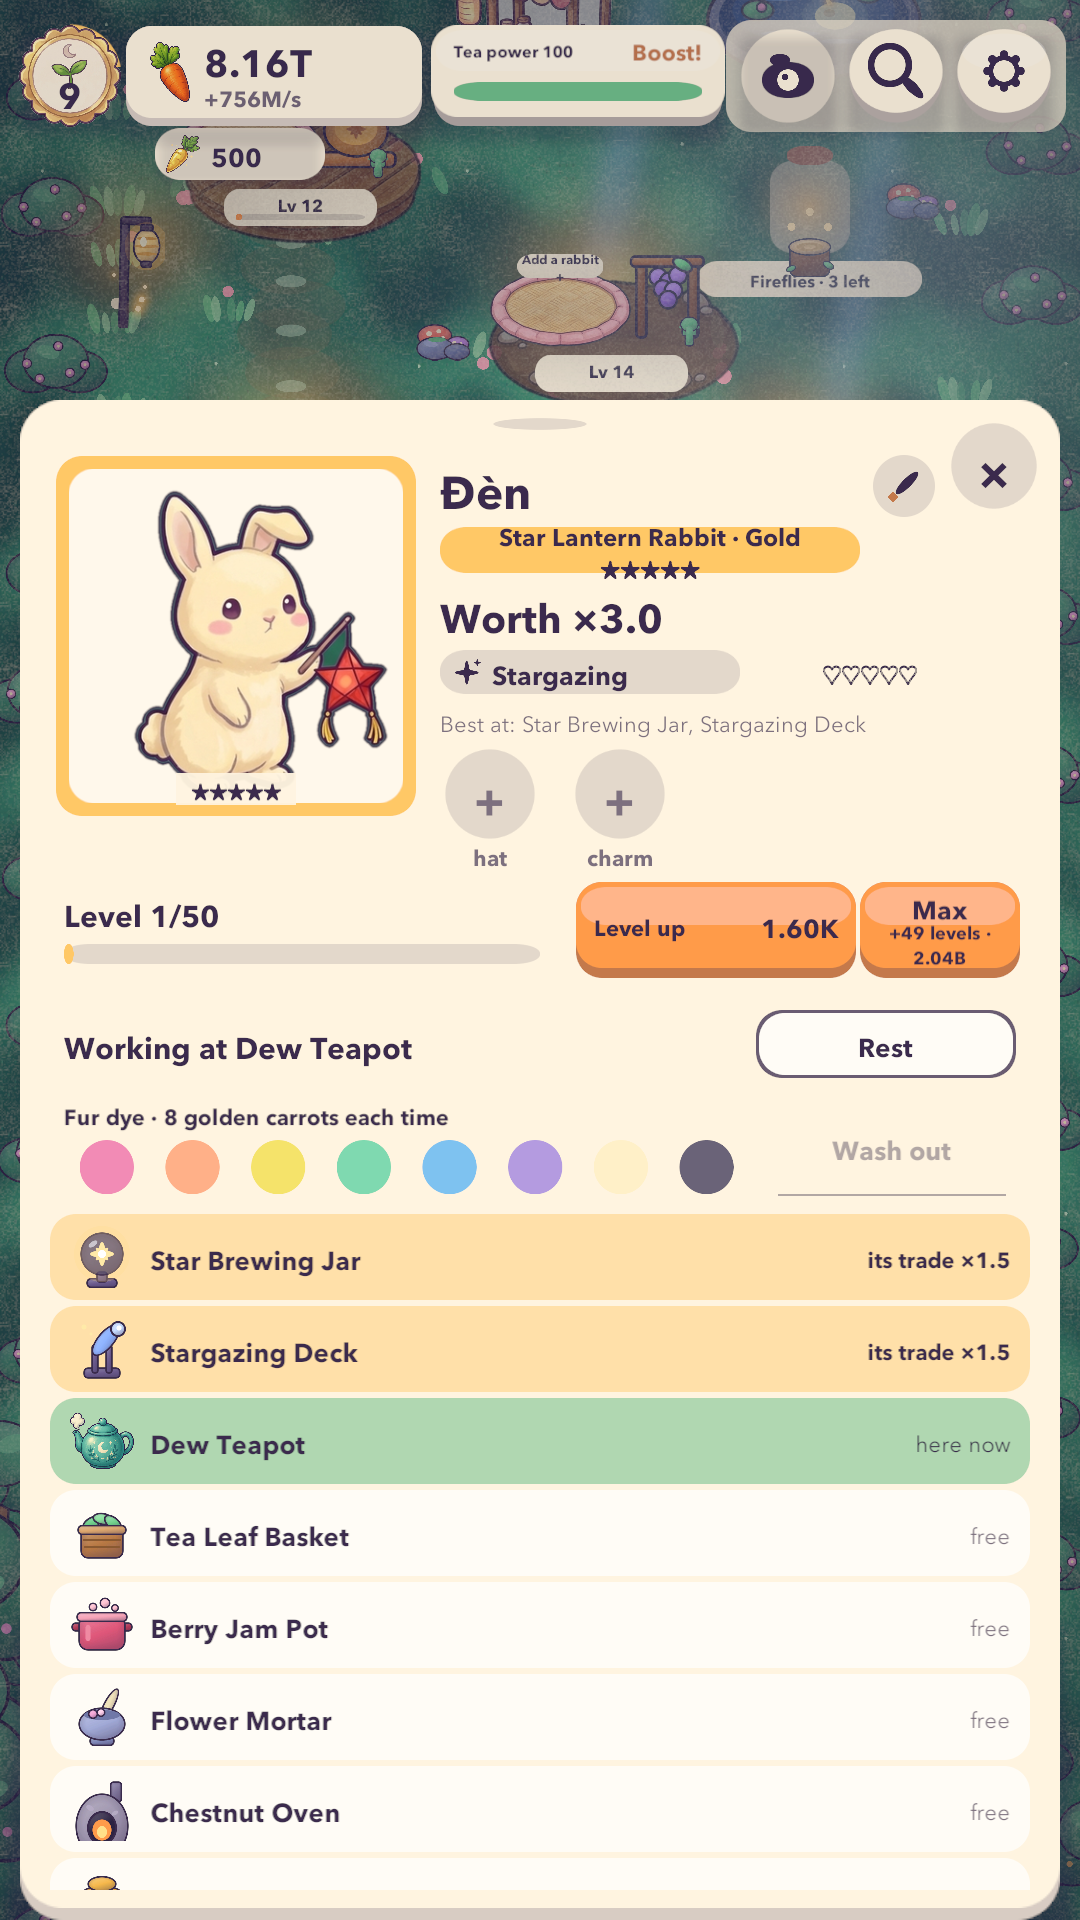 9
8.16T
+756M/s
Tea power 100
Boost!
500
Lv 12
Add a rabbit
+
Fireflies · 3 left
Lv 14
Đèn
Star Lantern Rabbit · Gold
★★★★★
Worth ×3.0
Stargazing
♡♡♡♡♡
Best at: Star Brewing Jar, Stargazing Deck
★★★★★
+ +
hat charm
Level 1/50
Level up 1.60K
Max
+49 levels ·
2.04B
Working at Dew Teapot
Rest
Fur dye · 8 golden carrots each time
Wash out
Star Brewing Jar its trade ×1.5
Stargazing Deck its trade ×1.5
Dew Teapot here now
Tea Leaf Basket free
Berry Jam Pot free
Flower Mortar free
Chestnut Oven free